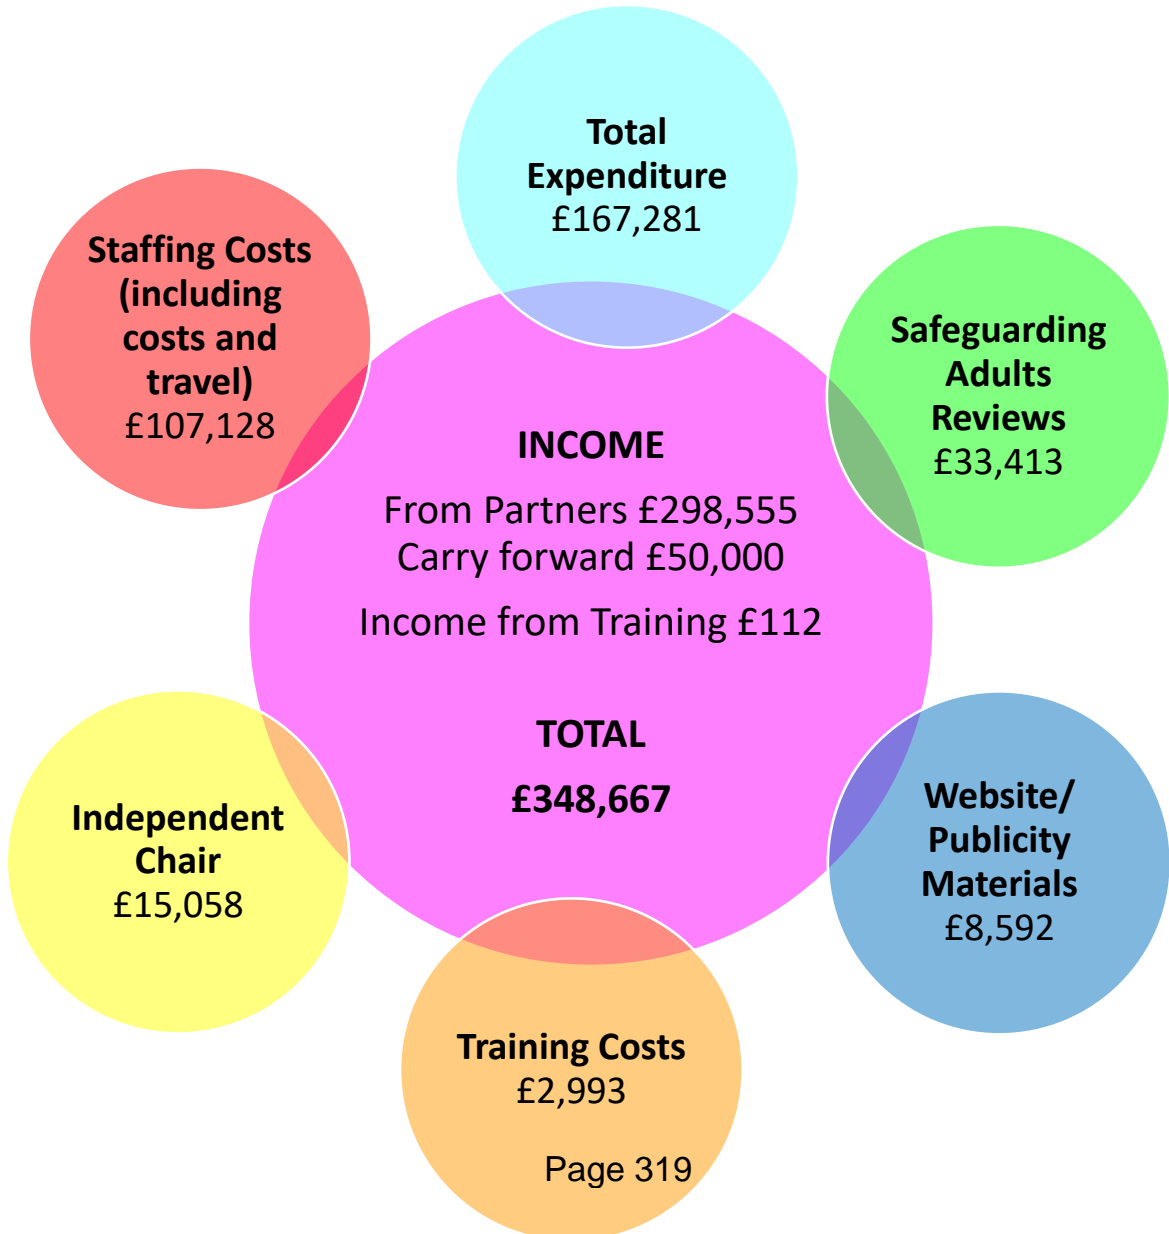 Total
Expenditure
£167,281
Staffing Costs
(including
costs and
travel)
£107,128
Safeguarding
Adults
Reviews
£33,413
INCOME
From Partners £298,555
Carry forward £50,000
Income from Training £112
TOTAL
£348,667
Independent
Chair
£15,058
Website/
Publicity
Materials
£8,592
Training Costs
£2,993
Page 319